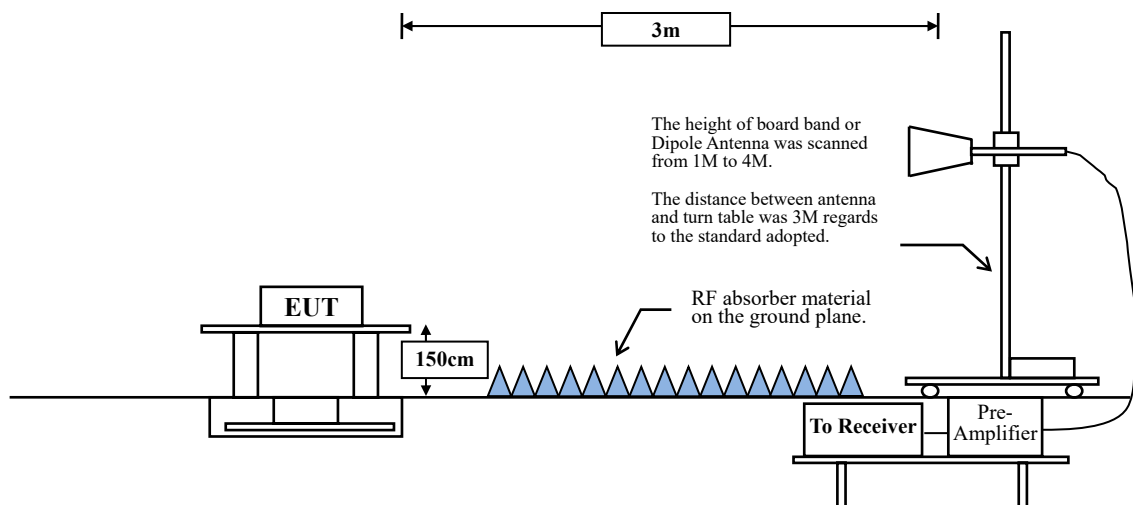 3m
The height of board band or
Dipole Antenna was scanned
from 1M to 4M.
The distance between antenna
and turn table was 3M regards
to the standard adopted.
EUT
RF absorber material
on the ground plane.
150cm
To Receiver
Pre-
Amplifier